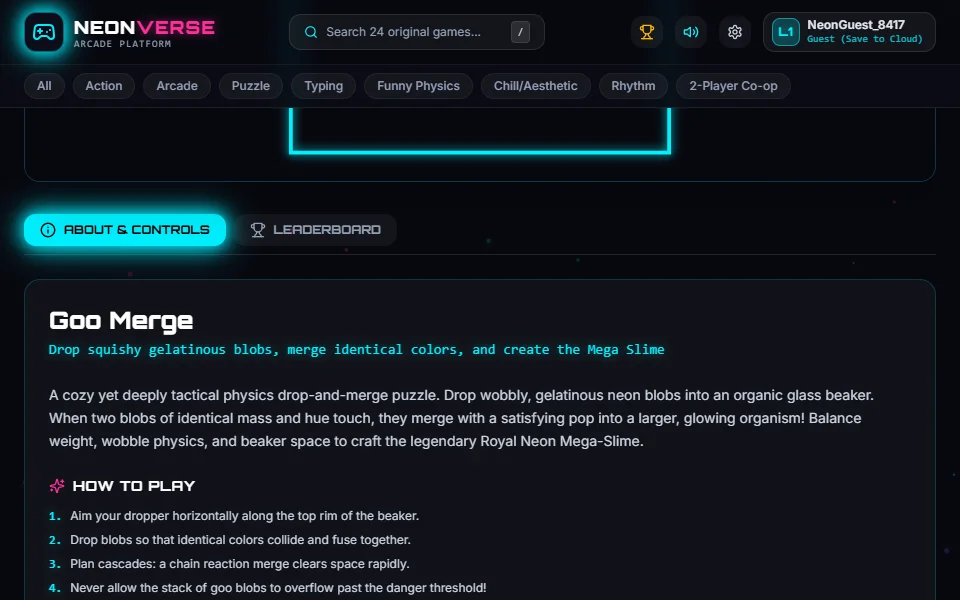 NEONVERSE
ARCADE PLATFORM
Search 24 original games...
/
L1
NeonGuest_8417
Guest (Save to Cloud)
All
Action
Arcade
Puzzle
Typing
Funny Physics
Chill/Aesthetic
Rhythm
2-Player Co-op
ABOUT & CONTROLS
LEADERBOARD
Goo Merge
Drop squishy gelatinous blobs, merge identical colors, and create the Mega Slime
A cozy yet deeply tactical physics drop-and-merge puzzle. Drop wobbly, gelatinous neon blobs into an organic glass beaker.
When two blobs of identical mass and hue touch, they merge with a satisfying pop into a larger, glowing organism! Balance
weight, wobble physics, and beaker space to craft the legendary Royal Neon Mega-Slime.
HOW TO PLAY
1. Aim your dropper horizontally along the top rim of the beaker.
2. Drop blobs so that identical colors collide and fuse together.
3. Plan cascades: a chain reaction merge clears space rapidly.
4. Never allow the stack of goo blobs to overflow past the danger threshold!